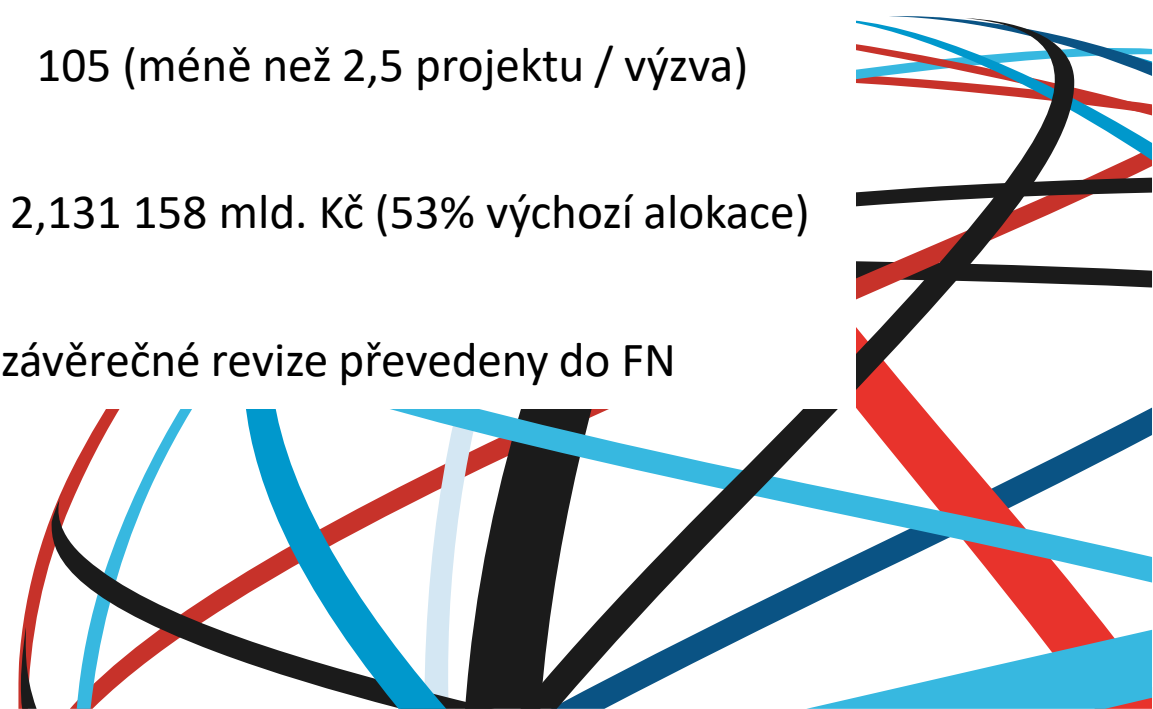 105 (méně než 2,5 projektu / výzva)
2,131 158 mld. Kč (53% výchozí alokace)
závěrečné revize převedeny do FN